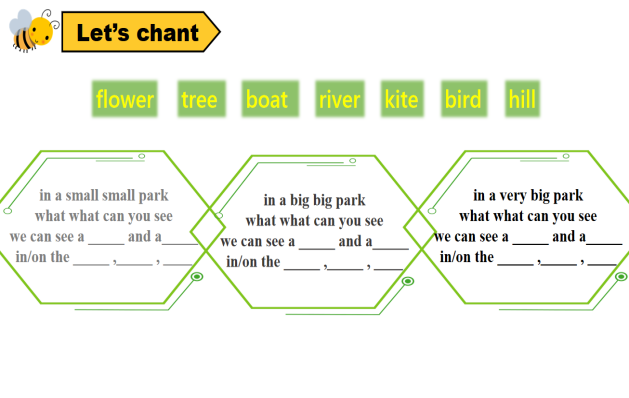 Let's chant
flower tree boat river kite bird hill
in a small small park
what what can you see
we can see a _____ and a_____
in/on the _____ ,_____ , ____
in a big big park
what what can you see
we can see a _____ and a_____
in/on the _____ ,_____ , ____
in a very big park
what what can you see
we can see a _____ and a_____
in/on the _____ ,_____ , ____